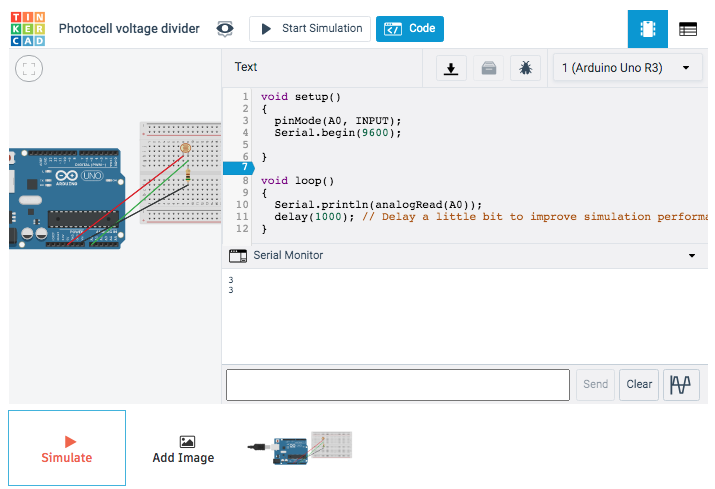 TIN
KER
CAD
Photocell voltage divider
Start Simulation
Code
Text
1 (Arduino Uno R3)
1 void setup()
2 {
3 pinMode(A0, INPUT);
4 Serial.begin(9600);
5
6 }
7
8 void loop()
9 {
10 Serial.println(analogRead(A0));
11 delay(1000); // Delay a little bit to improve simulation performa
12 }
UNO
ARDUINO
Serial Monitor
3
3
Send
Clear
Simulate
Add Image